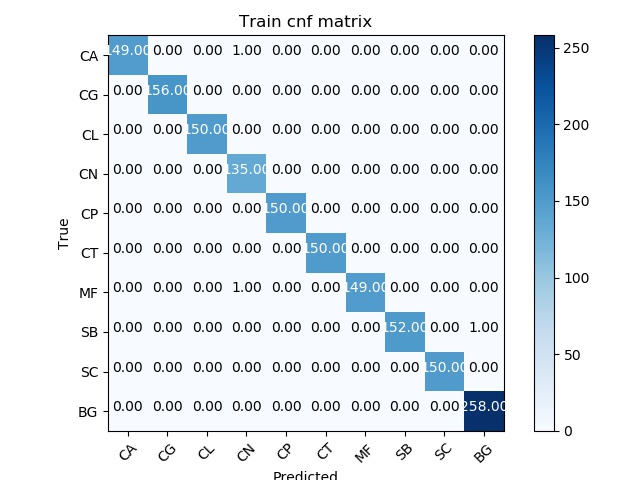 Train cnf matrix
CA 149.00 0.00 0.00 1.00 0.00 0.00 0.00 0.00 0.00 0.00
CG 0.00 156.00 0.00 0.00 0.00 0.00 0.00 0.00 0.00 0.00
CL 0.00 0.00 150.00 0.00 0.00 0.00 0.00 0.00 0.00 0.00
CN 0.00 0.00 0.00 135.00 0.00 0.00 0.00 0.00 0.00 0.00
CP 0.00 0.00 0.00 0.00 150.00 0.00 0.00 0.00 0.00 0.00
CT 0.00 0.00 0.00 0.00 0.00 150.00 0.00 0.00 0.00 0.00
MF 0.00 0.00 0.00 1.00 0.00 0.00 149.00 0.00 0.00 0.00
SB 0.00 0.00 0.00 0.00 0.00 0.00 0.00 152.00 0.00 1.00
SC 0.00 0.00 0.00 0.00 0.00 0.00 0.00 0.00 150.00 0.00
BG 0.00 0.00 0.00 0.00 0.00 0.00 0.00 0.00 0.00 258.00
CA CG CL CN CP CT MF SB SC BG
Predicted
True
250
200
150
100
50
0